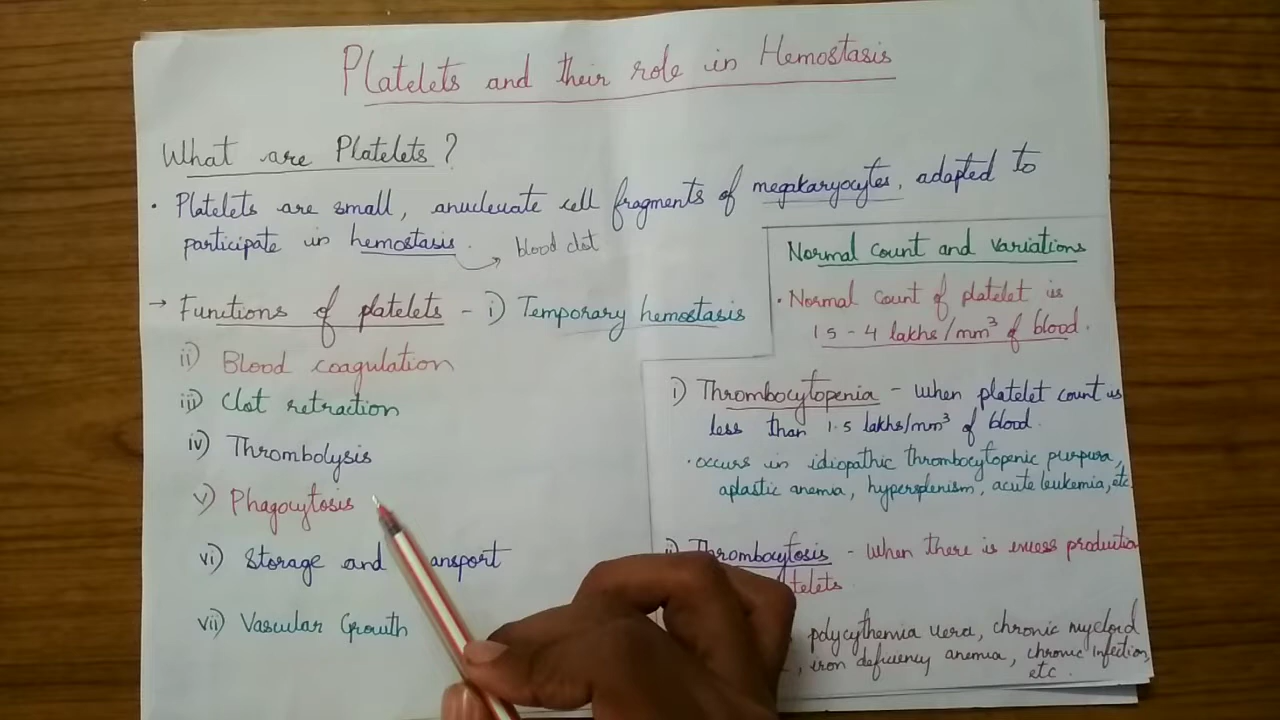 Platelets and their role in Hemostasis
What are Platelets?
• Platelets are small, anucleuate cell fragments of megakaryocytes, adapted to
participate in hemostasis.
blood clot
→ Functions of platelets - i) Temporary hemostasis
ii) Blood coagulation
iii) Clot retraction
iv) Thrombolysis
v) Phagocytosis
vi) Storage and
vii) Vascular Growth
Normal count and variations
• Normal count of platelet is
1.5 - 4 lakhs/mm³ of blood.
i) Thrombocytopenia - when platelet count is
less than 1.5 lakhs/mm³ of blood.
• occurs in idiopathic thrombocytopenic purpura,
aplastic anemia, hypersplenism, acute leukemia, etc
ii) Thrombocytosis - when there is excess production
polycythemia vera, chronic myeloid
, iron deficiency anemia, chronic infection,
etc.